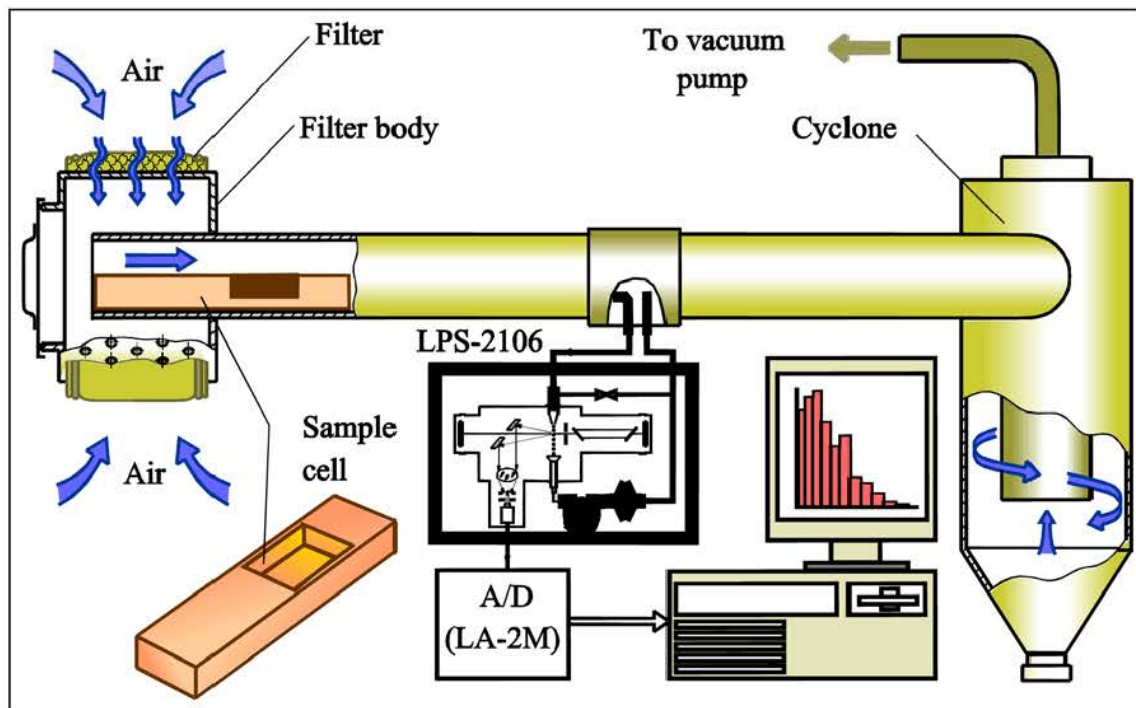 Filter
Air
Filter body
To vacuum
pump
Cyclone
LPS-2106
Sample
cell
Air
A/D
(LA-2M)